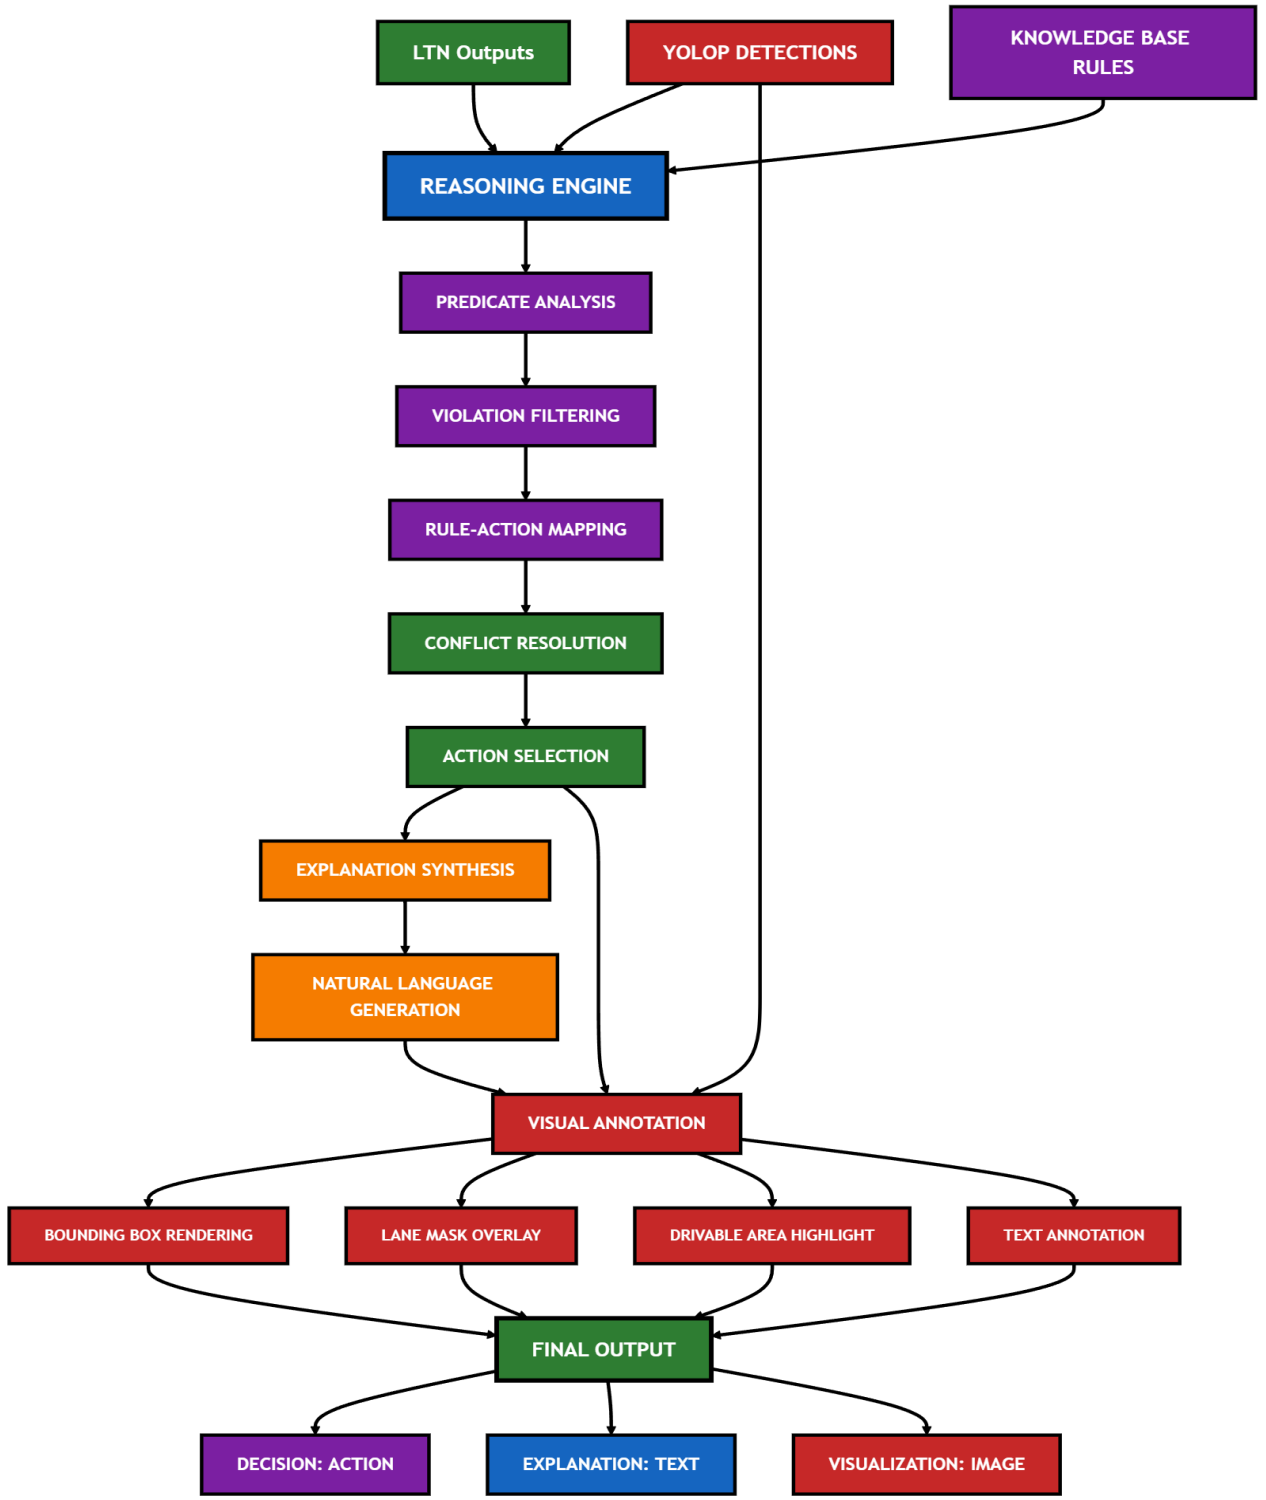 LTN Outputs
YOLOP DETECTIONS
KNOWLEDGE BASE
RULES
REASONING ENGINE
PREDICATE ANALYSIS
VIOLATION FILTERING
RULE-ACTION MAPPING
CONFLICT RESOLUTION
ACTION SELECTION
EXPLANATION SYNTHESIS
NATURAL LANGUAGE
GENERATION
VISUAL ANNOTATION
BOUNDING BOX RENDERING
LANE MASK OVERLAY
DRIVABLE AREA HIGHLIGHT
TEXT ANNOTATION
FINAL OUTPUT
DECISION: ACTION
EXPLANATION: TEXT
VISUALIZATION: IMAGE